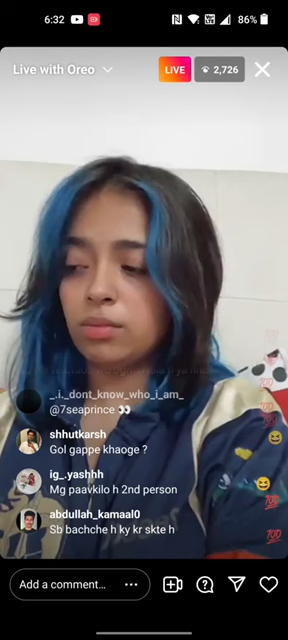 6:32
86%
Live with Oreo
LIVE
2,726
_.i._dont_know_who_i_am_
@7seaprince 👀
shhutkarsh
Gol gappe khaoge ?
ig_.yashhh
Mg paavkilo h 2nd person
abdullah_kamaal0
Sb bachche h ky kr skte h
Add a comment...